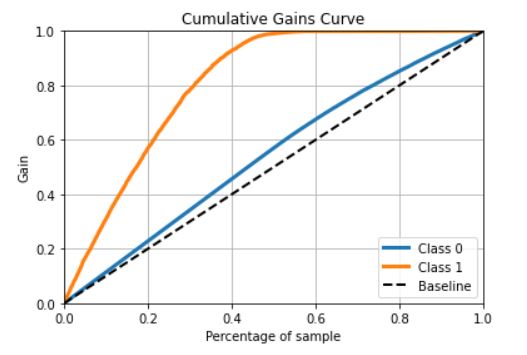 Cumulative Gains Curve
1.0
0.8
0.6
0.4
0.2
0.0
Gain
Class 0
Class 1
Baseline
0.0 0.2 0.4 0.6 0.8 1.0
Percentage of sample